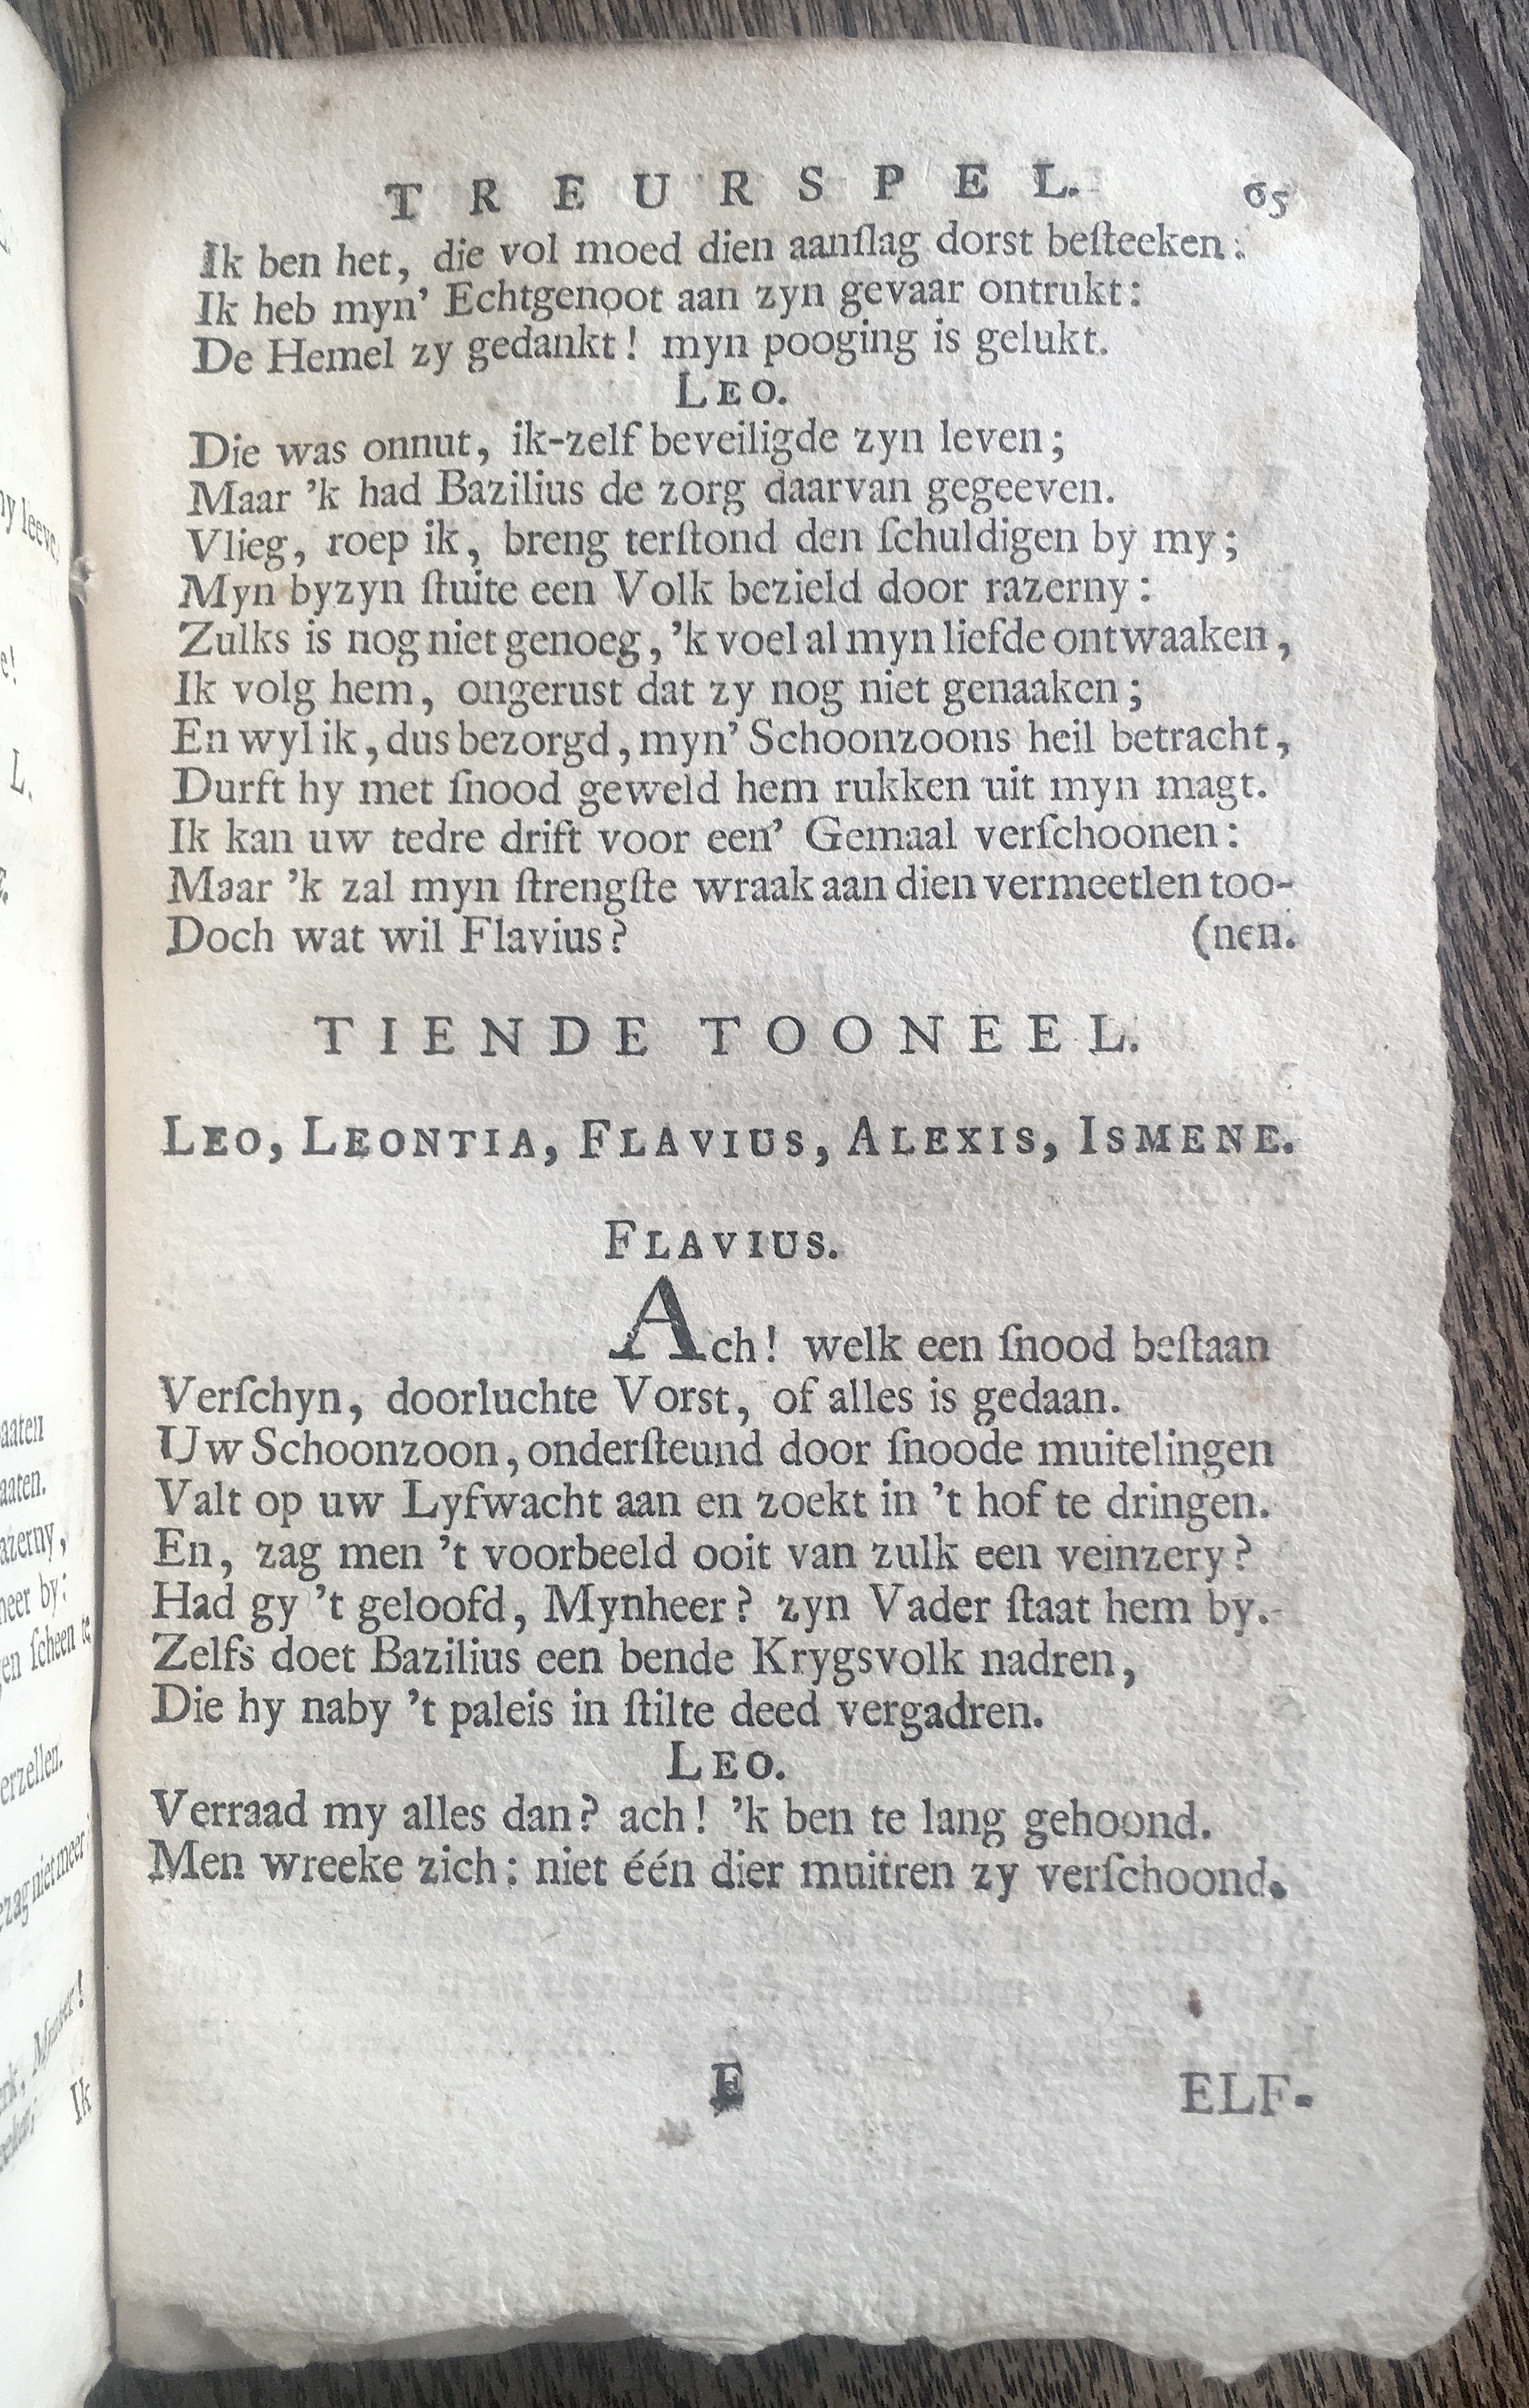 TREURSPEL. 65
Ik ben het, die vol moed dien aanſlag dorst beſteeken:
Ik heb myn’ Echtgenoot aan zyn gevaar ontrukt:
De Hemel zy gedankt! myn pooging is gelukt.
LEO.
Die was onnut, ik-zelf beveiligde zyn leven;
Maar ’k had Bazilius de zorg daarvan gegeeven.
Vlieg, roep ik, breng terſtond den ſchuldigen by my;
Myn byzyn ſtuite een Volk bezield door razerny:
Zulks is nog niet genoeg, ’k voel al myn liefde ontwaaken,
Ik volg hem, ongerust dat zy nog niet genaaken;
En wyl ik, dus bezorgd, myn’ Schoonzoons heil betracht,
Durft hy met ſnood geweld hem rukken uit myn magt.
Ik kan uw tedre drift voor een’ Gemaal verſchoonen:
Maar ’k zal myn ſtrengſte wraak aan dien vermeetlen too-
Doch wat wil Flavius? (nen.
TIENDE TOONEEL.
LEO, LEONTIA, FLAVIUS, ALEXIS, ISMENE.
FLAVIUS.
Ach! welk een ſnood beſtaan
Verſchyn, doorluchte Vorst, of alles is gedaan.
Uw Schoonzoon, onderſteund door ſnoode muitelingen
Valt op uw Lyfwacht aan en zoekt in ’t hof te dringen.
En, zag men ’t voorbeeld ooit van zulk een veinzery?
Had gy ’t geloofd, Mynheer? zyn Vader ſtaat hem by.
Zelfs doet Bazilius een bende Krygsvolk nadren,
Die hy naby ’t paleis in ſtilte deed vergadren.
LEO.
Verraad my alles dan? ach! ’k ben te lang gehoond.
Men wreeke zich: niet één dier muitren zy verſchoond.
E ELF-